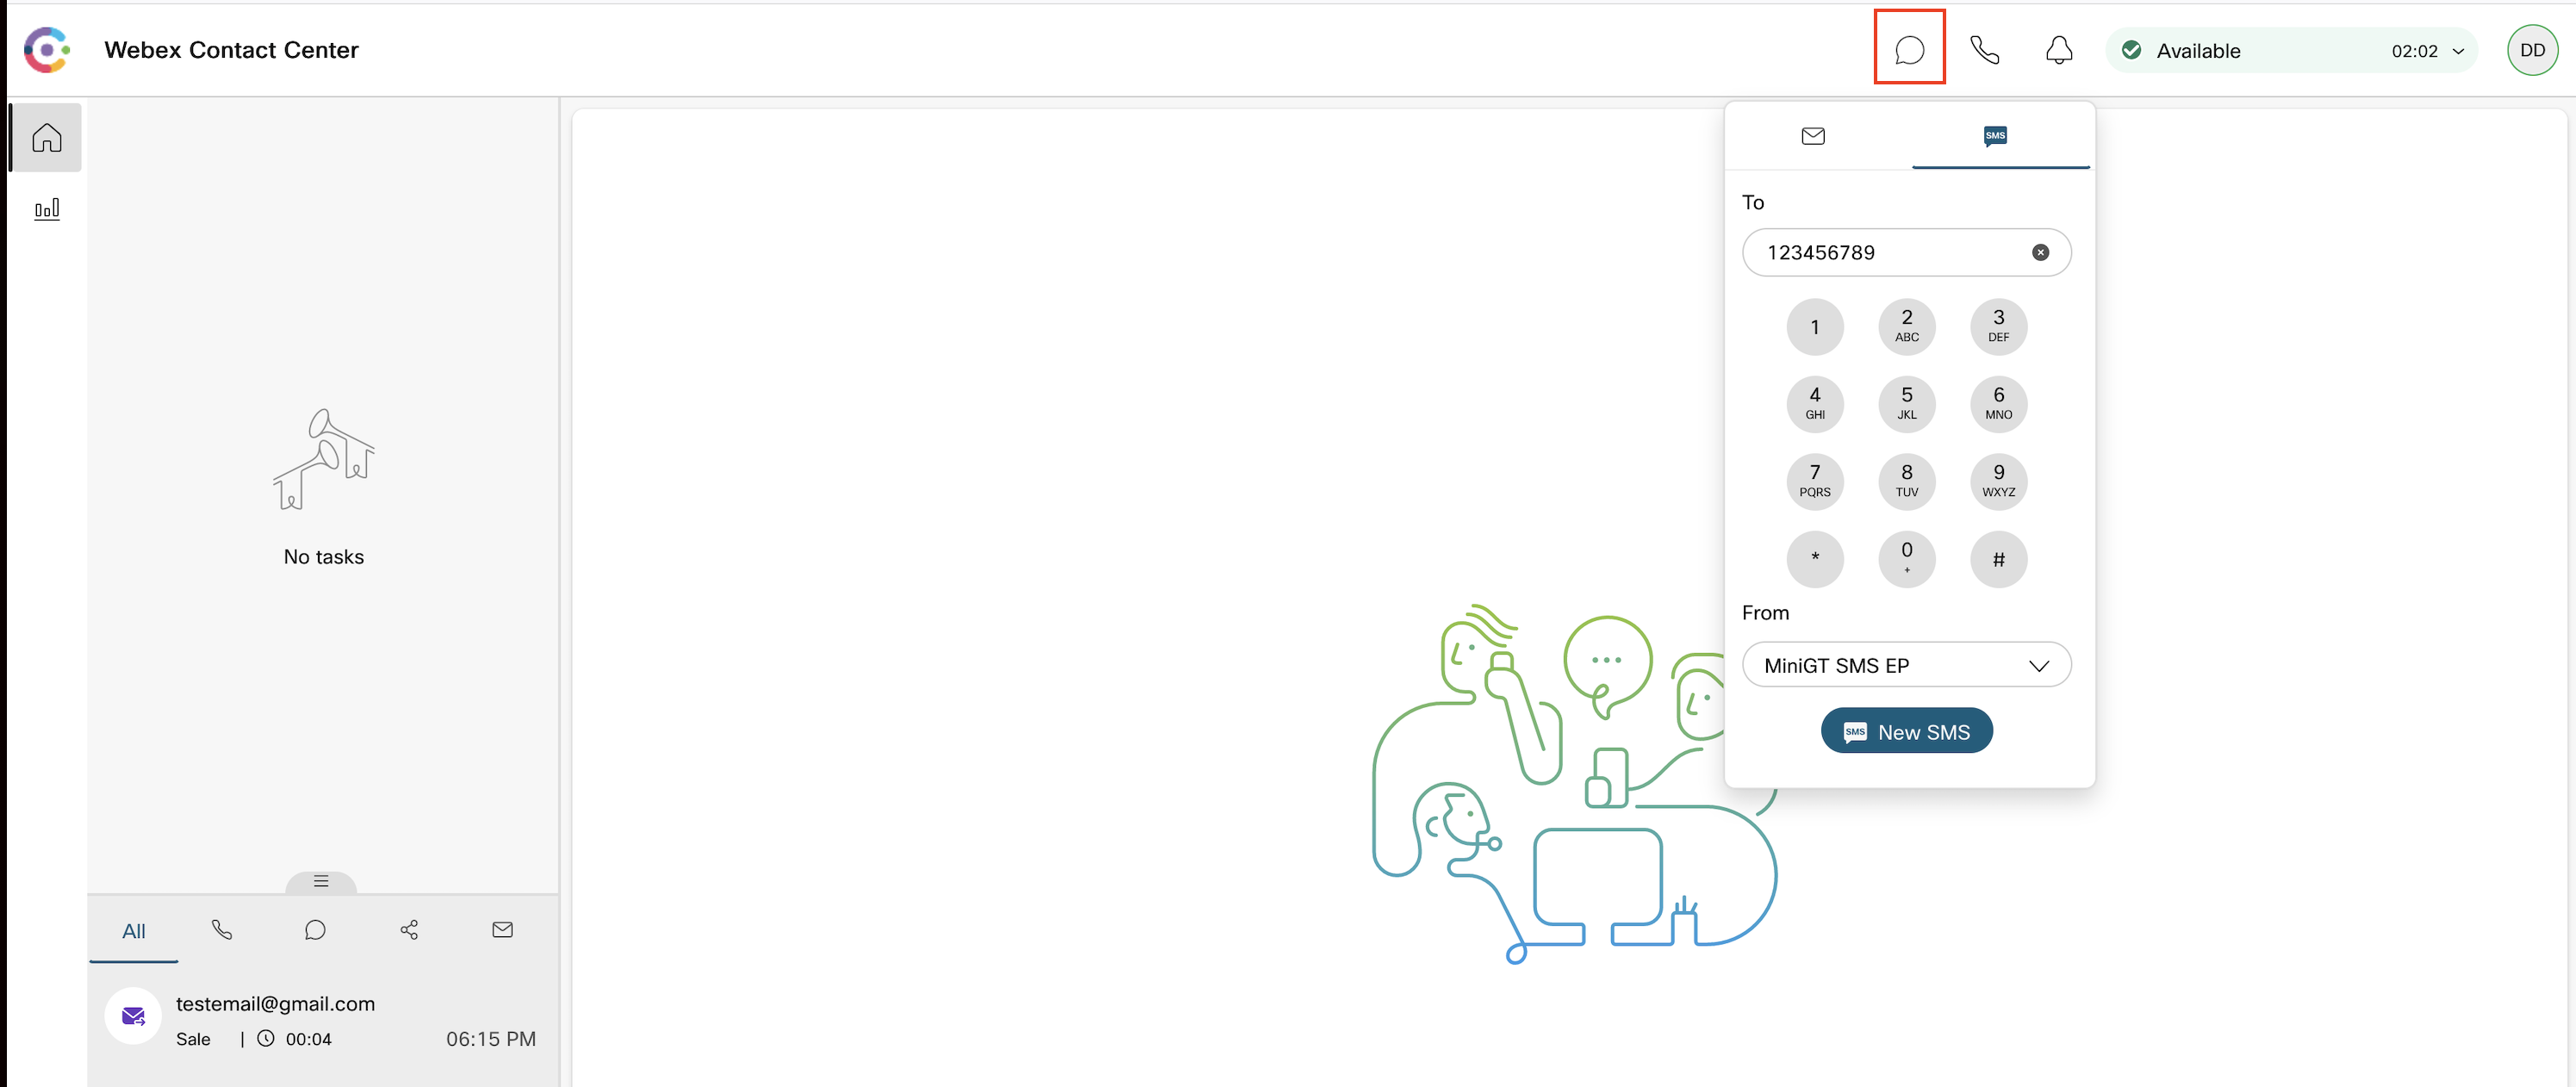 Webex Contact Center
Available 02:02
DD
SMS
To
123456789
1 2 3
ABC DEF
4 5 6
GHI JKL MNO
7 8 9
PQRS TUV WXYZ
* 0 #
+
No tasks
From
MiniGT SMS EP
SMS New SMS
All
testemail@gmail.com
Sale | 00:04 06:15 PM